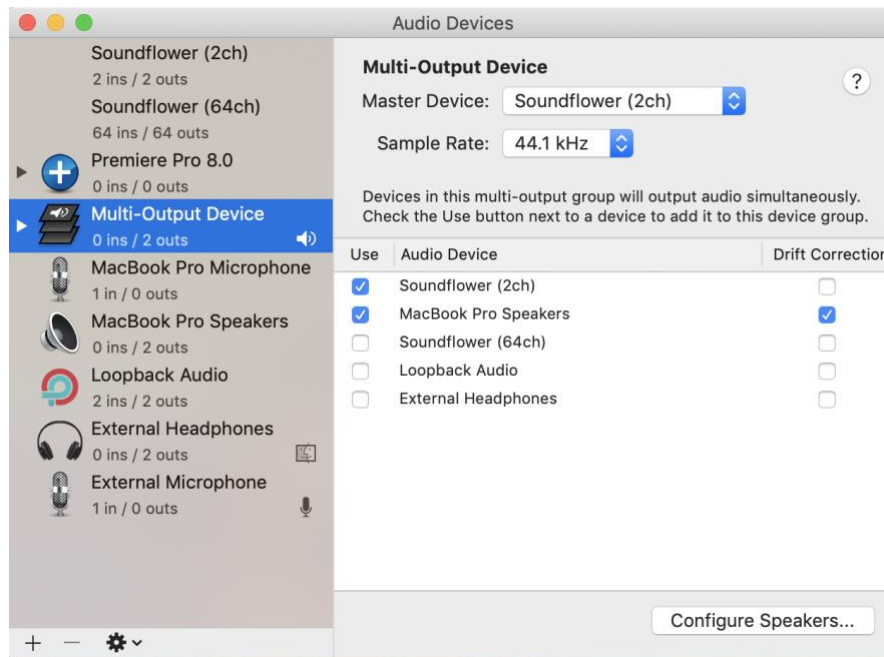 Audio Devices
Soundflower (2ch)
2 ins / 2 outs
Soundflower (64ch)
64 ins / 64 outs
Premiere Pro 8.0
0 ins / 0 outs
Multi-Output Device
0 ins / 2 outs
MacBook Pro Microphone
1 in / 0 outs
MacBook Pro Speakers
0 ins / 2 outs
Loopback Audio
2 ins / 2 outs
External Headphones
0 ins / 2 outs
External Microphone
1 in / 0 outs
Multi-Output Device
?
Master Device: Soundflower (2ch)
Sample Rate: 44.1 kHz
Devices in this multi-output group will output audio simultaneously.
Check the Use button next to a device to add it to this device group.
Use Audio Device Drift Correction
Soundflower (2ch)
MacBook Pro Speakers
Soundflower (64ch)
Loopback Audio
External Headphones
Configure Speakers...